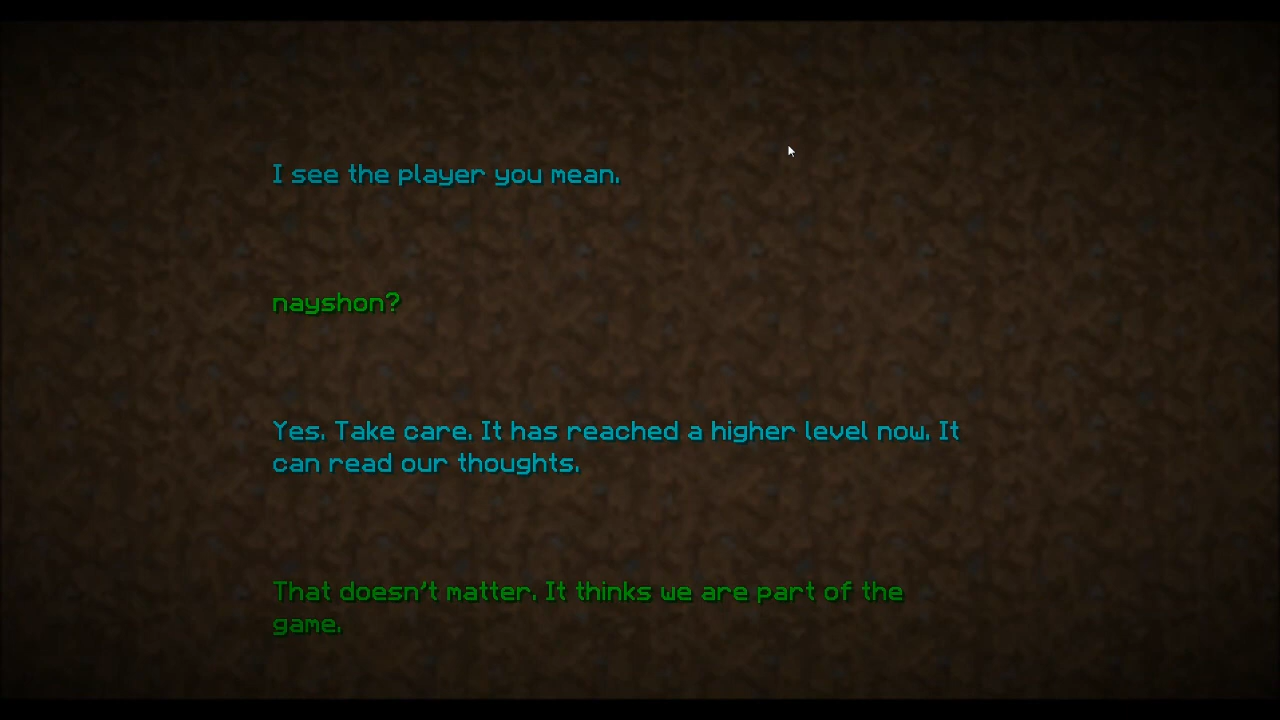 I see the player you mean.
nayshon?
Yes. Take care. It has reached a higher level now. It
can read our thoughts.
That doesn't matter. It thinks we are part of the
game.